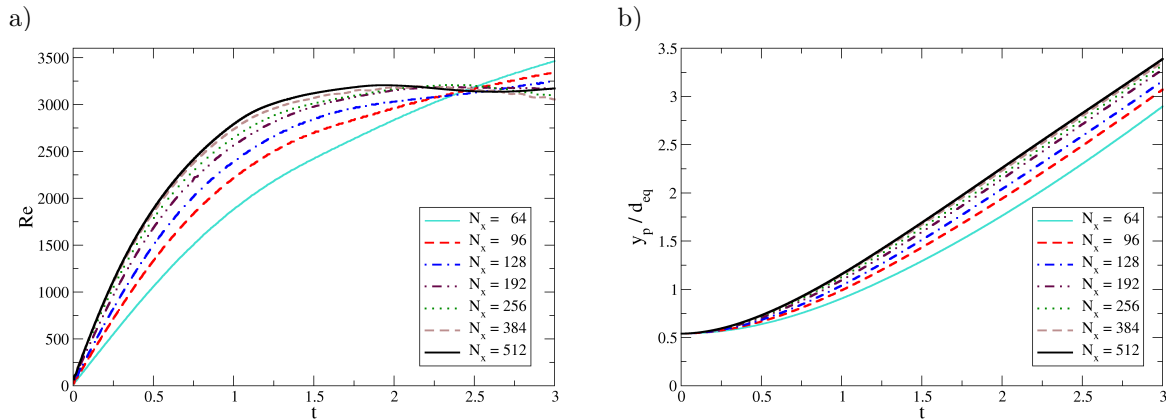 a)
3500
3000
2500
2000
1500
1000
500
0
Re
0
0.5
1
1.5
2
2.5
3
t
N_x = 64
N_x = 96
N_x = 128
N_x = 192
N_x = 256
N_x = 384
N_x = 512
b)
3.5
3
2.5
2
1.5
1
0.5
0
y_p / d_eq
0
0.5
1
1.5
2
2.5
3
t
N_x = 64
N_x = 96
N_x = 128
N_x = 192
N_x = 256
N_x = 384
N_x = 512